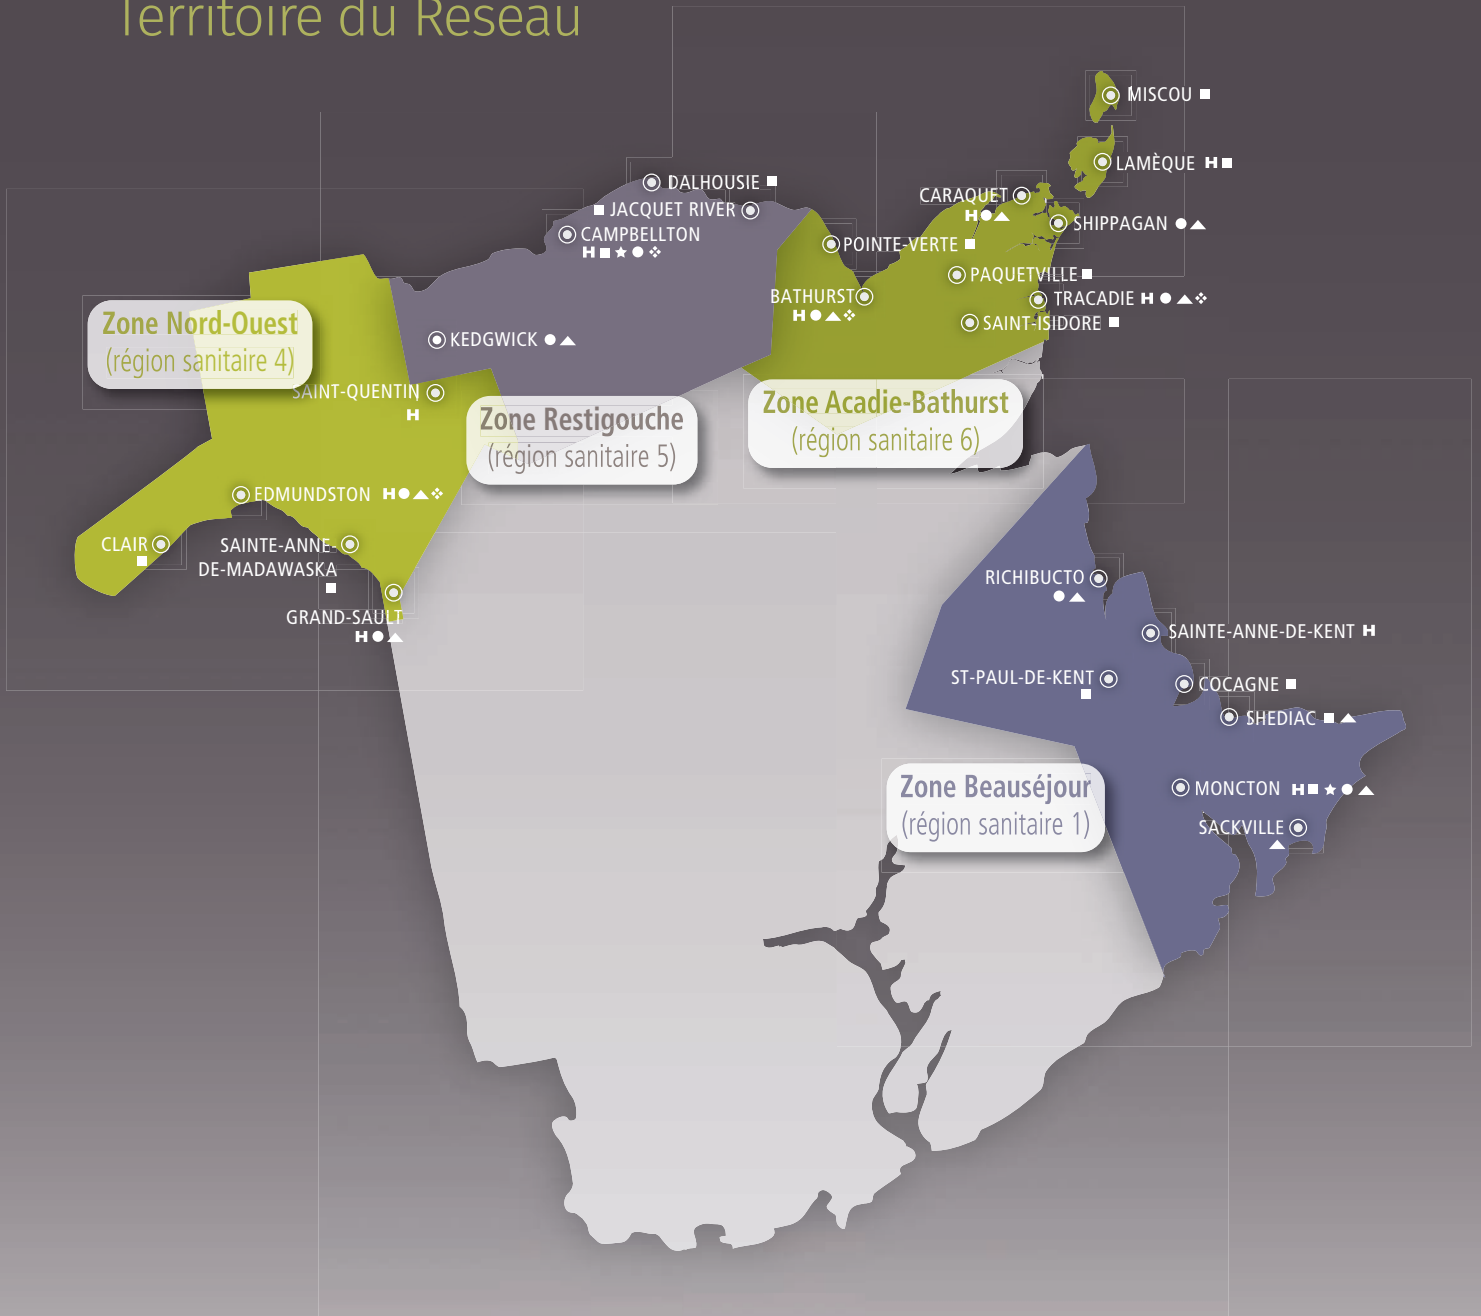 Territoire du Réseau
MISCOU
LAMÈQUE H
DALHOUSIE
CARAQUET
H
JACQUET RIVER
SHIPPAGAN
CAMPBELLTON
H
POINTE-VERTE
PAQUETVILLE
BATHURST
H
TRACADIE H
SAINT-ISIDORE
Zone Nord-Ouest
(région sanitaire 4)
KEDGWICK
SAINT-QUENTIN
H
Zone Restigouche
(région sanitaire 5)
Zone Acadie-Bathurst
(région sanitaire 6)
EDMUNDSTON H
CLAIR
SAINTE-ANNE-
DE-MADAWASKA
GRAND-SAULT
H
RICHIBUCTO
SAINTE-ANNE-DE-KENT H
ST-PAUL-DE-KENT
COCAGNE
SHEDIAC
Zone Beauséjour
(région sanitaire 1)
MONCTON H
SACKVILLE